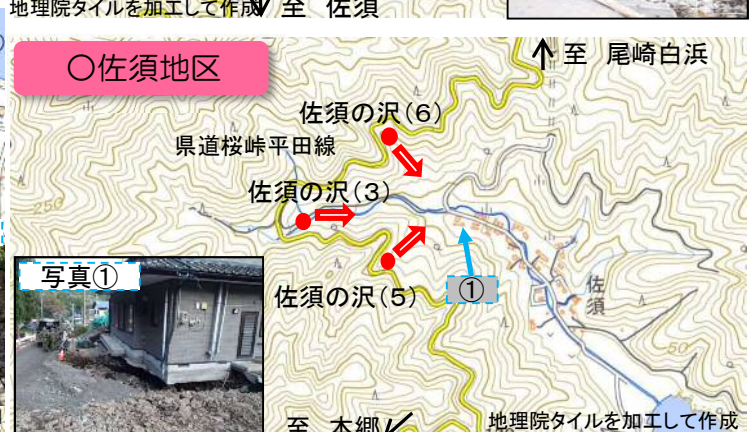 地理院タイルを加工して作成
至 佐須
〇佐須地区
至 尾崎白浜
佐須の沢(6)
県道桜峠平田線
佐須の沢(3)
250
写真①
佐須の沢(5)
①
佐須
50
至 本郷
地理院タイルを加工して作成